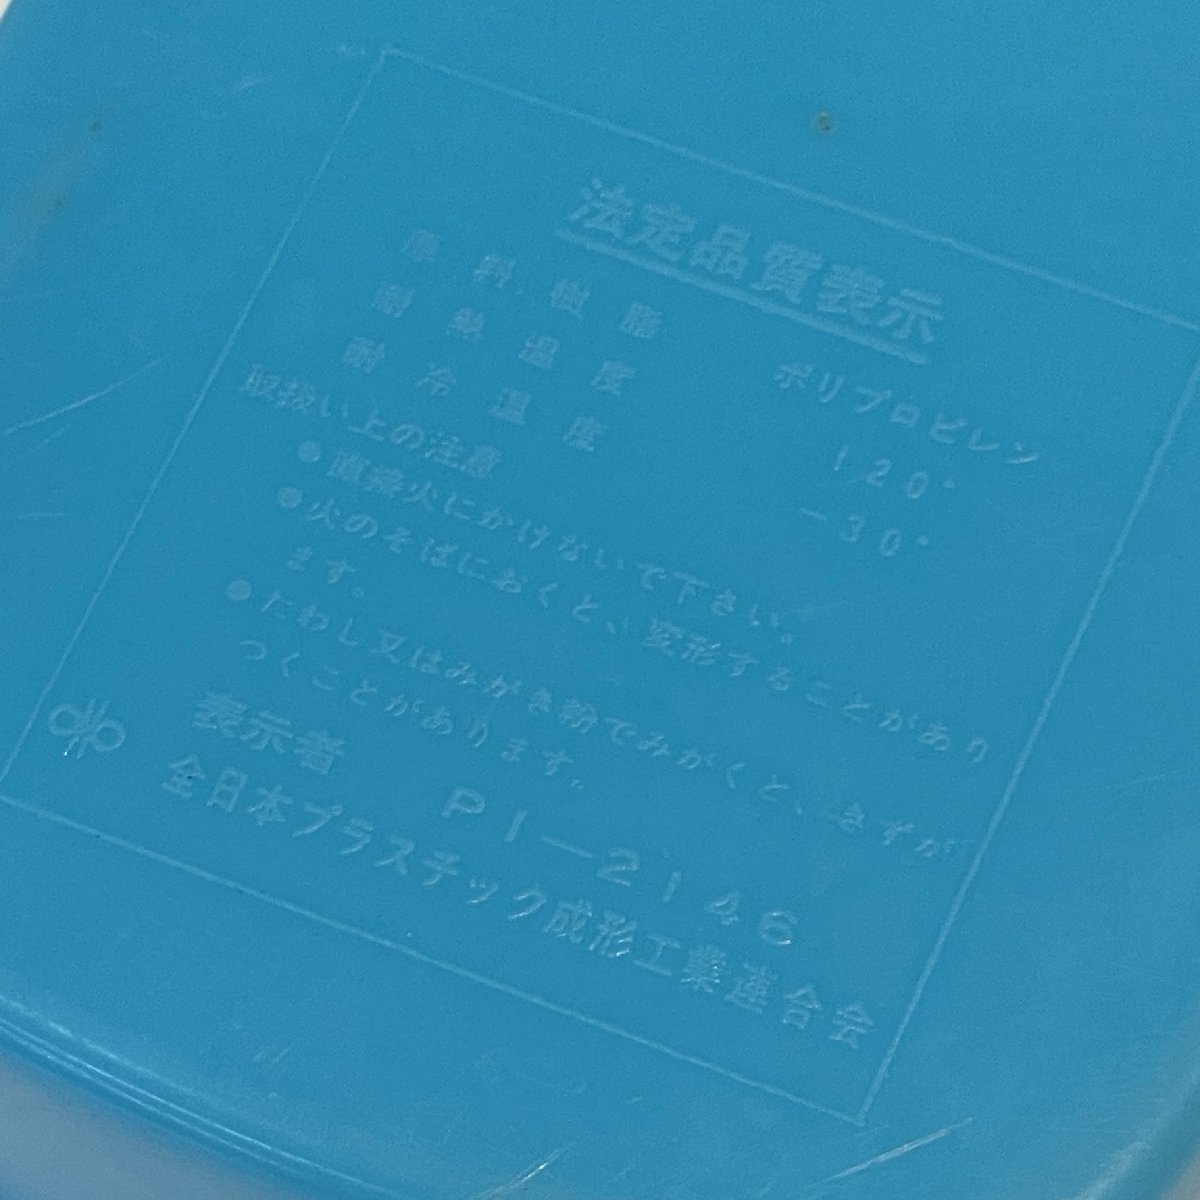 法定品質表示
原料樹脂 ポリプロピレン
耐熱温度 120°
耐冷温度 -30°
取扱い上の注意
●直接火にかけないで下さい。
●火のそばにおくと、変形することがあり
ます。
●たわし又はみがき粉でみがくと、きずが
つくことがあります。
表示者 PI-2146
全日本プラスチック成形工業連合会